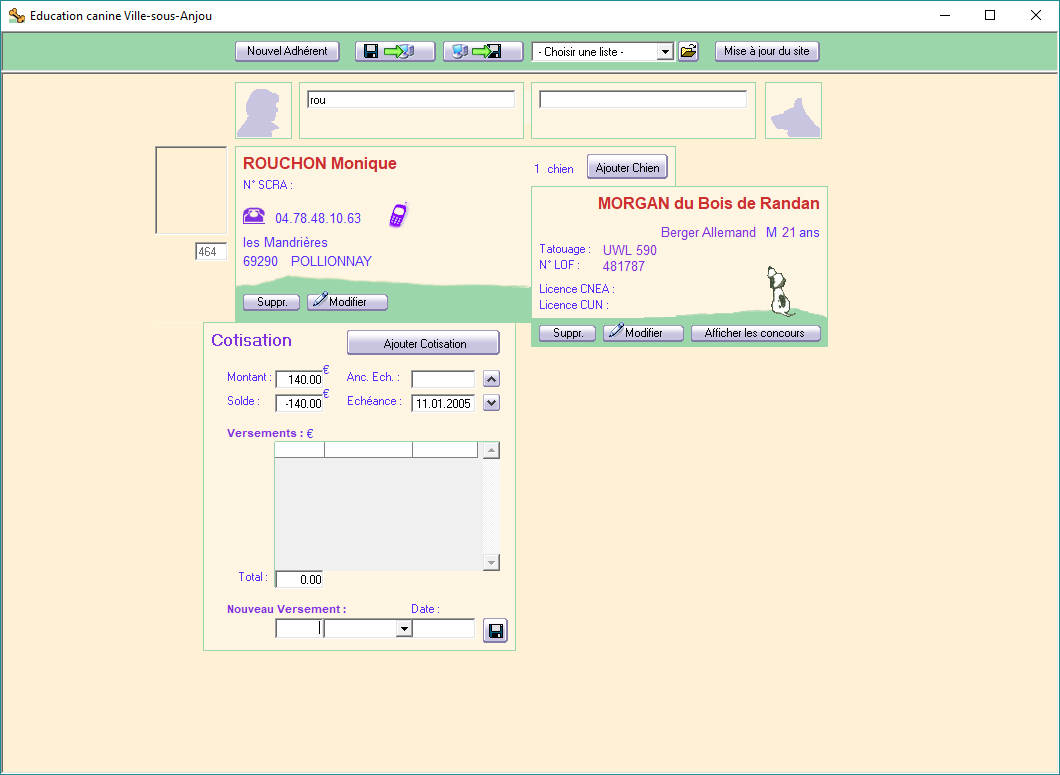 Education canine Ville-sous-Anjou
Nouvel Adhérent
- Choisir une liste -
Mise à jour du site
rou
ROUCHON Monique
1 chien
Ajouter Chien
N° SCRA :
04.78.48.10.63
les Mandrières
69290 POLLIONNAY
464
Suppr.
Modifier
MORGAN du Bois de Randan
Berger Allemand M 21 ans
Tatouage : UWL 590
N° LOF : 481787
Licence CNEA :
Licence CUN :
Suppr.
Modifier
Afficher les concours
Cotisation
Ajouter Cotisation
Montant : 140.00 €
Anc. Ech. :
Solde : -140.00 €
Echéance : 11.01.2005
Versements : €
Total : 0.00
Nouveau Versement :
Date :